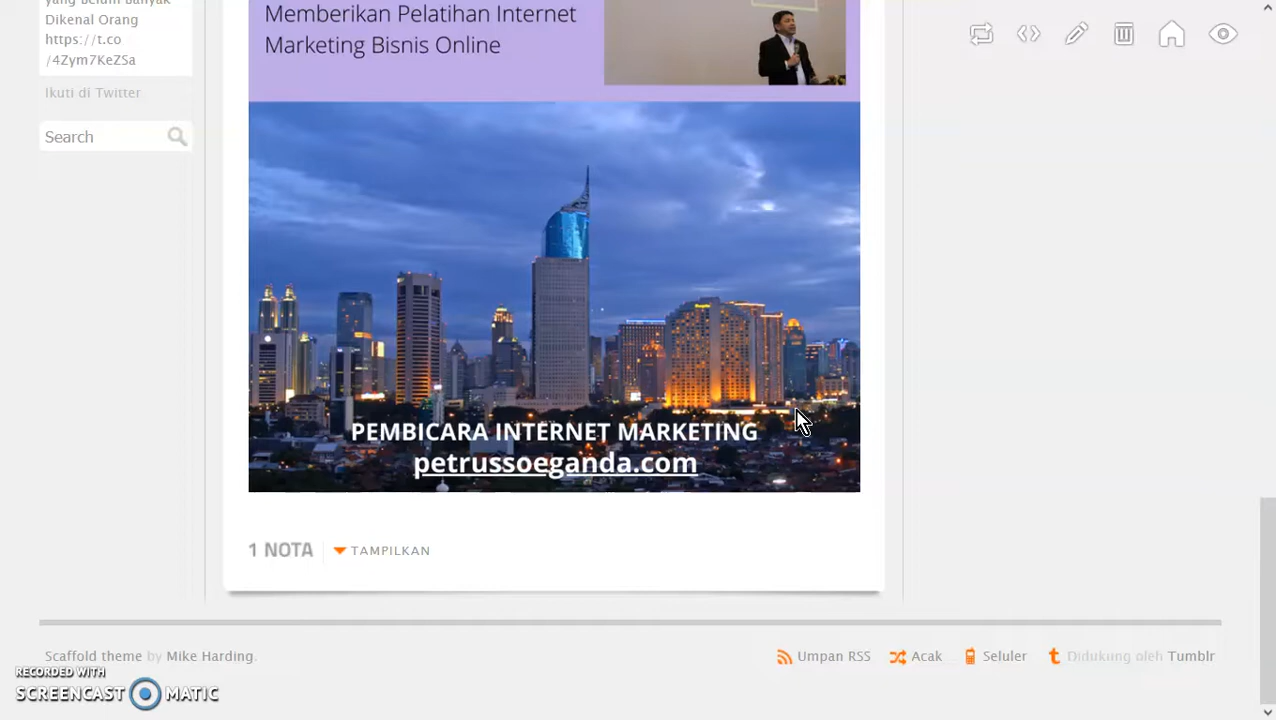 yang Belum Banyak
Dikenal Orang
https://t.co
/4Zym7KeZSa
Ikuti di Twitter
Search
Memberikan Pelatihan Internet
Marketing Bisnis Online
PEMBICARA INTERNET MARKETING
petrussoeganda.com
1 NOTA
TAMPILKAN
Scaffold theme by Mike Harding.
Umpan RSS
Acak
Seluler
Didukung oleh Tumblr
RECORDED WITH
SCREENCAST MATIC